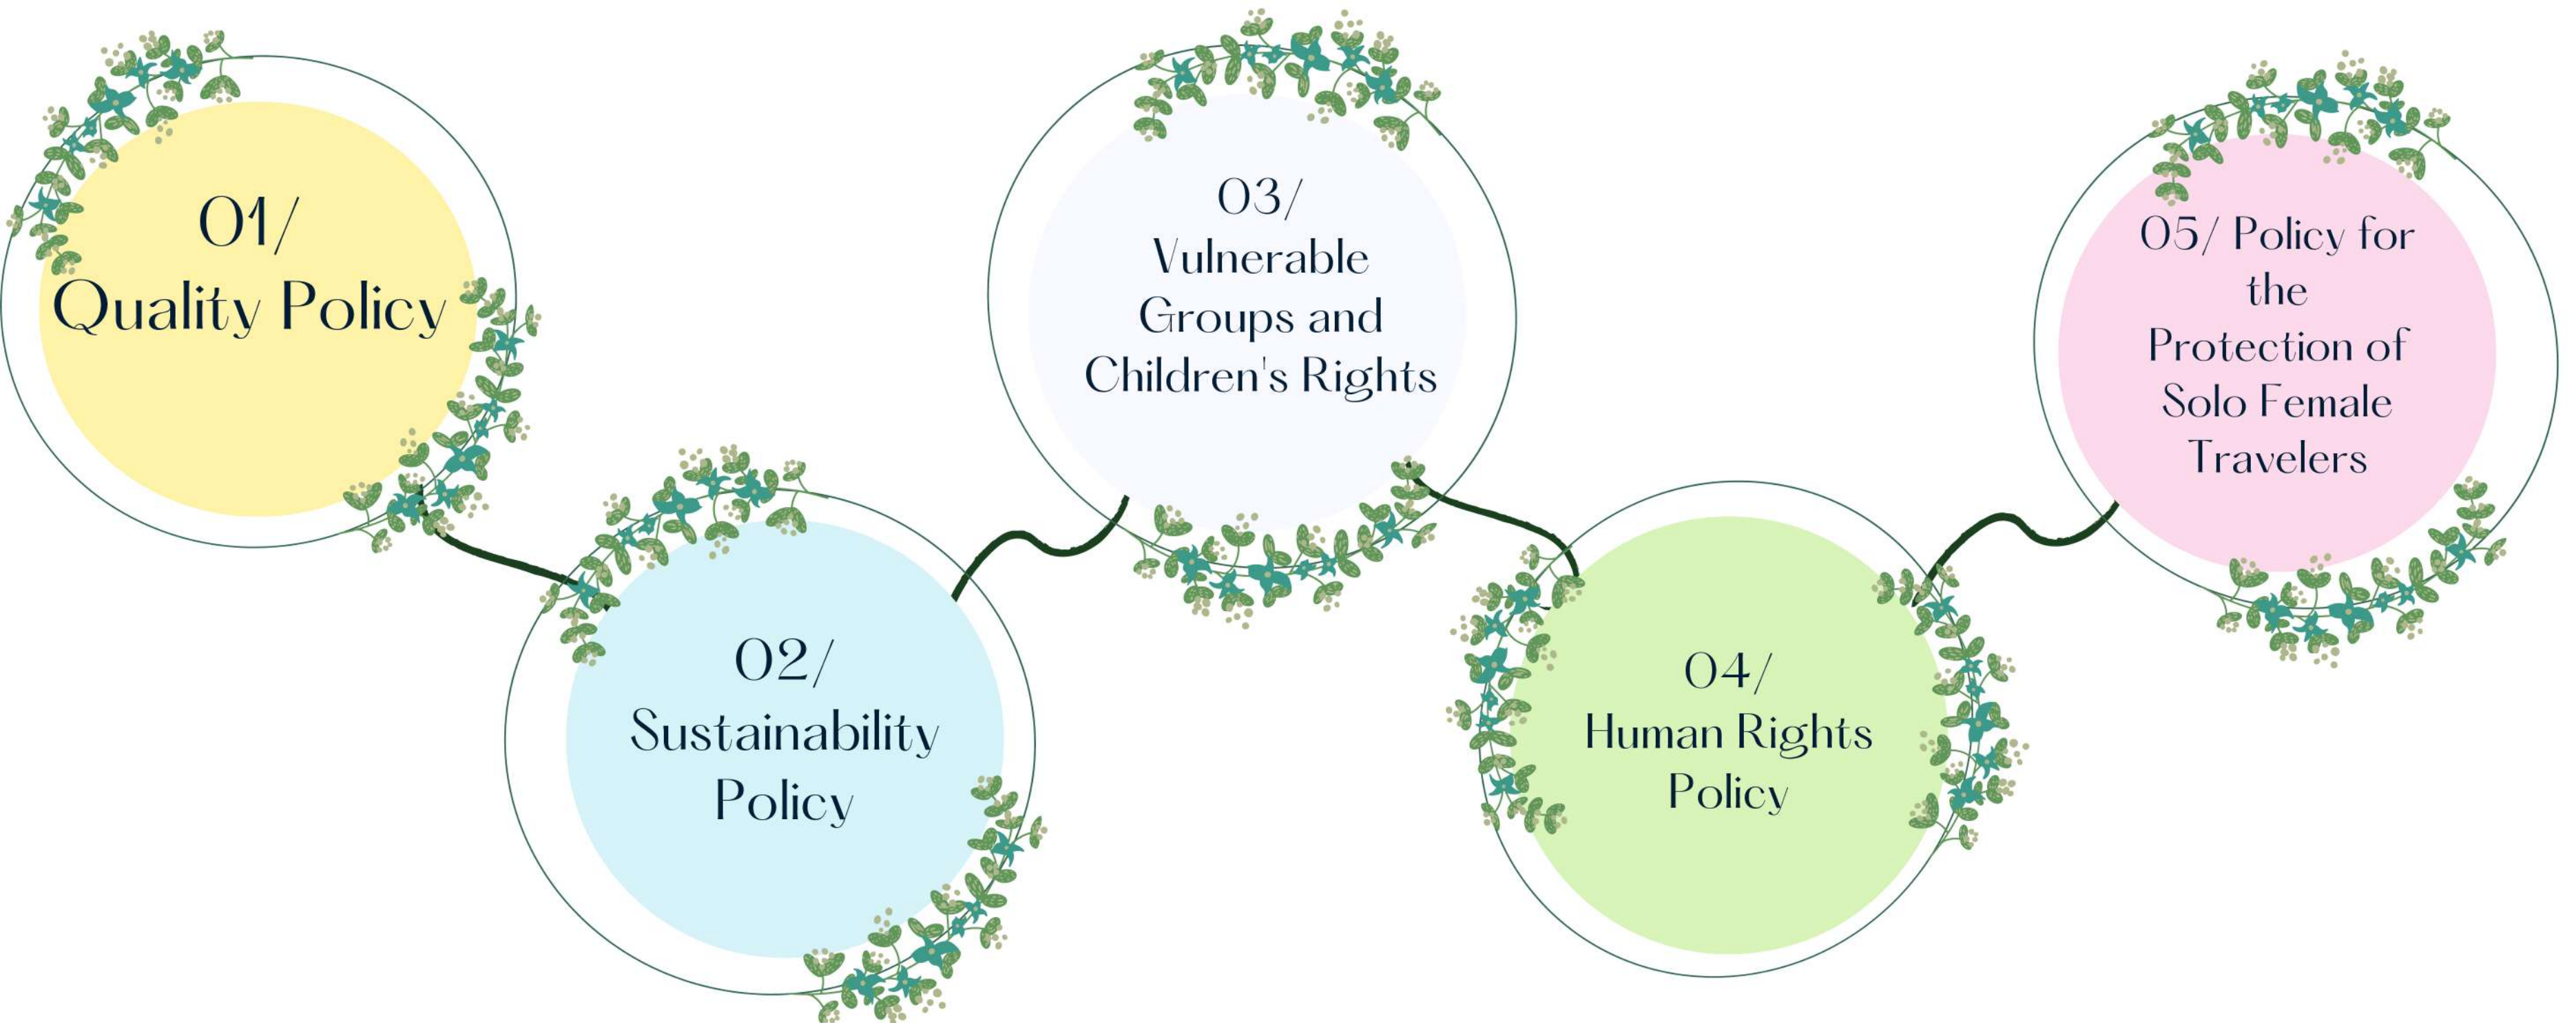 01/
Quality Policy
02/
Sustainability
Policy
03/
Vulnerable
Groups and
Children's Rights
04/
Human Rights
Policy
05/ Policy for
the
Protection of
Solo Female
Travelers